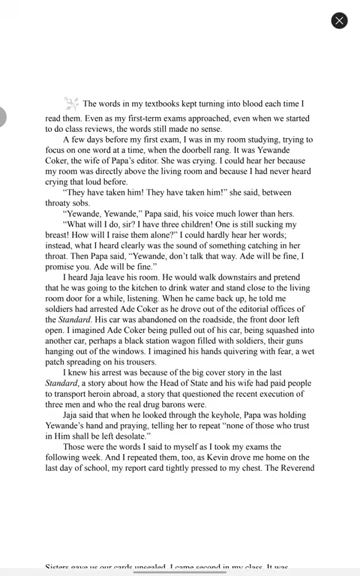 The words in my textbooks kept turning into blood each time I
read them. Even as my first-term exams approached, even when we started
to do class reviews, the words still made no sense.
A few days before my first exam, I was in my room studying, trying to
focus on one word at a time, when the doorbell rang. It was Yewande
Coker, the wife of Papa’s editor. She was crying. I could hear her because
my room was directly above the living room and because I had never heard
crying that loud before.
“They have taken him! They have taken him!” she said, between
throaty sobs.
“Yewande, Yewande,” Papa said, his voice much lower than hers.
“What will I do, sir? I have three children! One is still sucking my
breast! How will I raise them alone?” I could hardly hear her words;
instead, what I heard clearly was the sound of something catching in her
throat. Then Papa said, “Yewande, don’t talk that way. Ade will be fine, I
promise you. Ade will be fine.”
I heard Jaja leave his room. He would walk downstairs and pretend
that he was going to the kitchen to drink water and stand close to the living
room door for a while, listening. When he came back up, he told me
soldiers had arrested Ade Coker as he drove out of the editorial offices of
the Standard. His car was abandoned on the roadside, the front door left
open. I imagined Ade Coker being pulled out of his car, being squashed into
another car, perhaps a black station wagon filled with soldiers, their guns
hanging out of the windows. I imagined his hands quivering with fear, a wet
patch spreading on his trousers.
I knew his arrest was because of the big cover story in the last
Standard, a story about how the Head of State and his wife had paid people
to transport heroin abroad, a story that questioned the recent execution of
three men and who the real drug barons were.
Jaja said that when he looked through the keyhole, Papa was holding
Yewande’s hand and praying, telling her to repeat “none of those who trust
in Him shall be left desolate.”
Those were the words I said to myself as I took my exams the
following week. And I repeated them, too, as Kevin drove me home on the
last day of school, my report card tightly pressed to my chest. The Reverend
Sisters gave us our cards unsealed. I came second in my class. It was